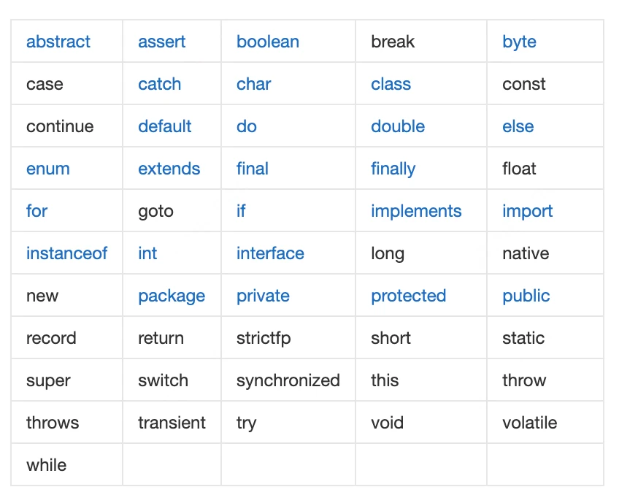 abstract assert boolean break byte
case catch char class const
continue default do double else
enum extends final finally float
for goto if implements import
instanceof int interface long native
new package private protected public
record return strictfp short static
super switch synchronized this throw
throws transient try void volatile
while